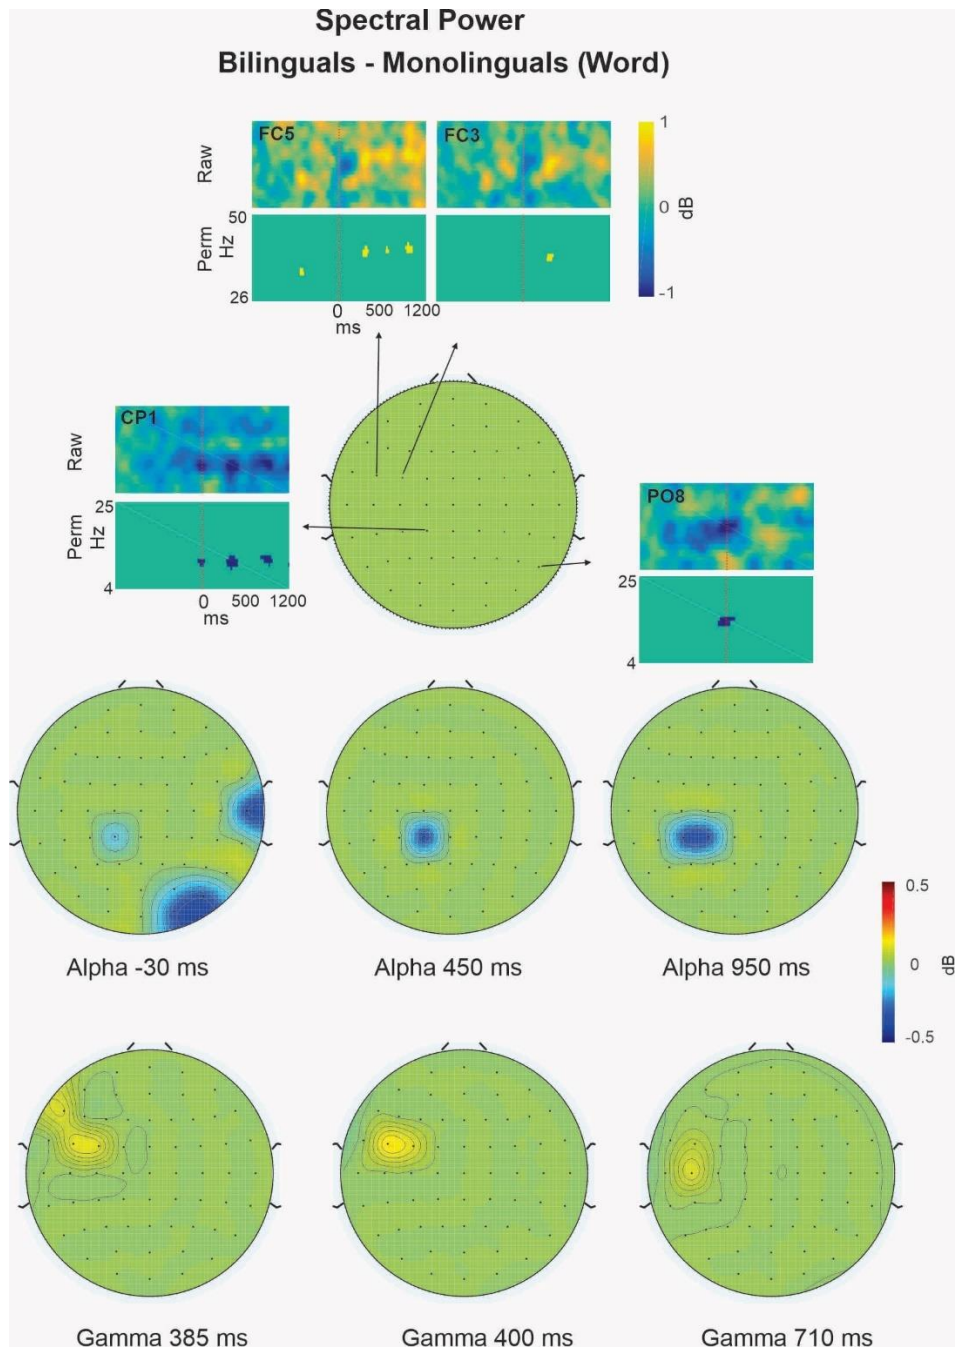 Spectral Power
Bilinguals - Monolinguals (Word)
FC5
FC3
1
Raw
0
dB
-1
50
Perm
Hz
26
0
500
1200
ms
CP1
Raw
25
Perm
Hz
4
0
500
1200
ms
PO8
25
4
Alpha -30 ms
Alpha 450 ms
Alpha 950 ms
0.5
0
dB
-0.5
Gamma 385 ms
Gamma 400 ms
Gamma 710 ms